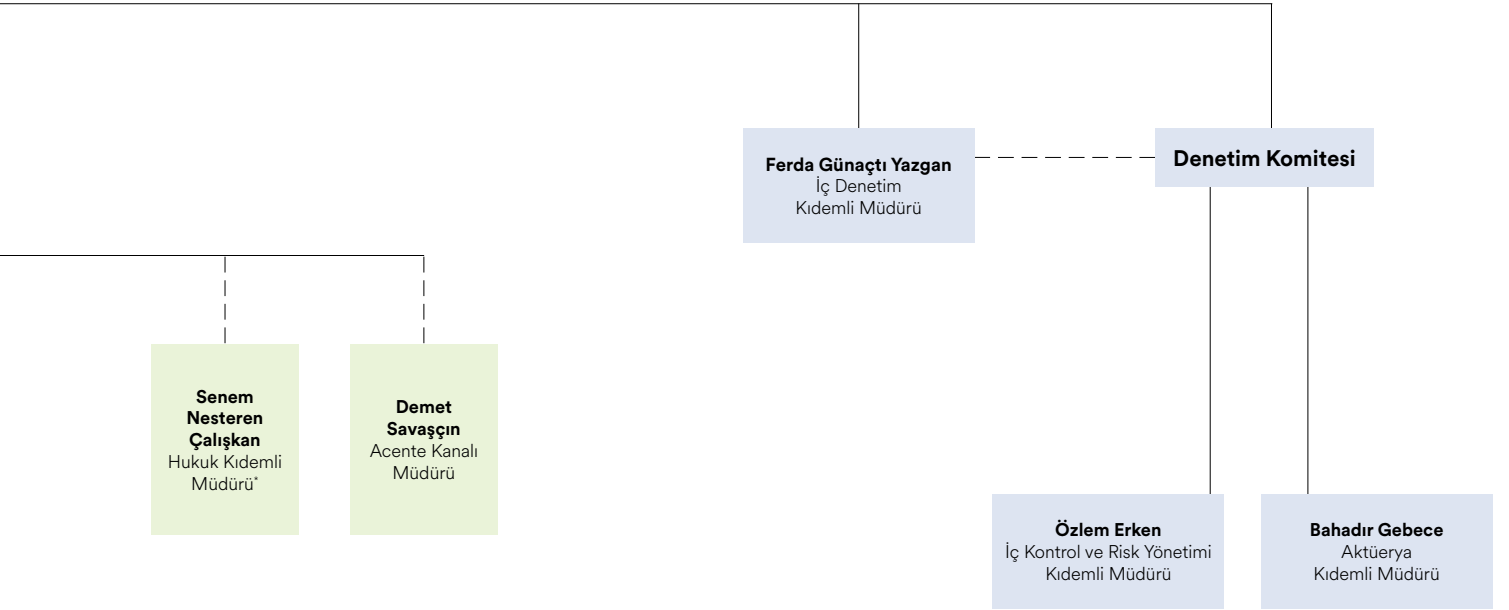 Ferda Günaçtı Yazgan
İç Denetim
Kıdemli Müdürü
Denetim Komitesi
Senem
Nesteren
Çalışkan
Hukuk Kıdemli
Müdürü*
Demet
Savaşçın
Acente Kanalı
Müdürü
Özlem Erken
İç Kontrol ve Risk Yönetimi
Kıdemli Müdürü
Bahadır Gebece
Aktüerya
Kıdemli Müdürü